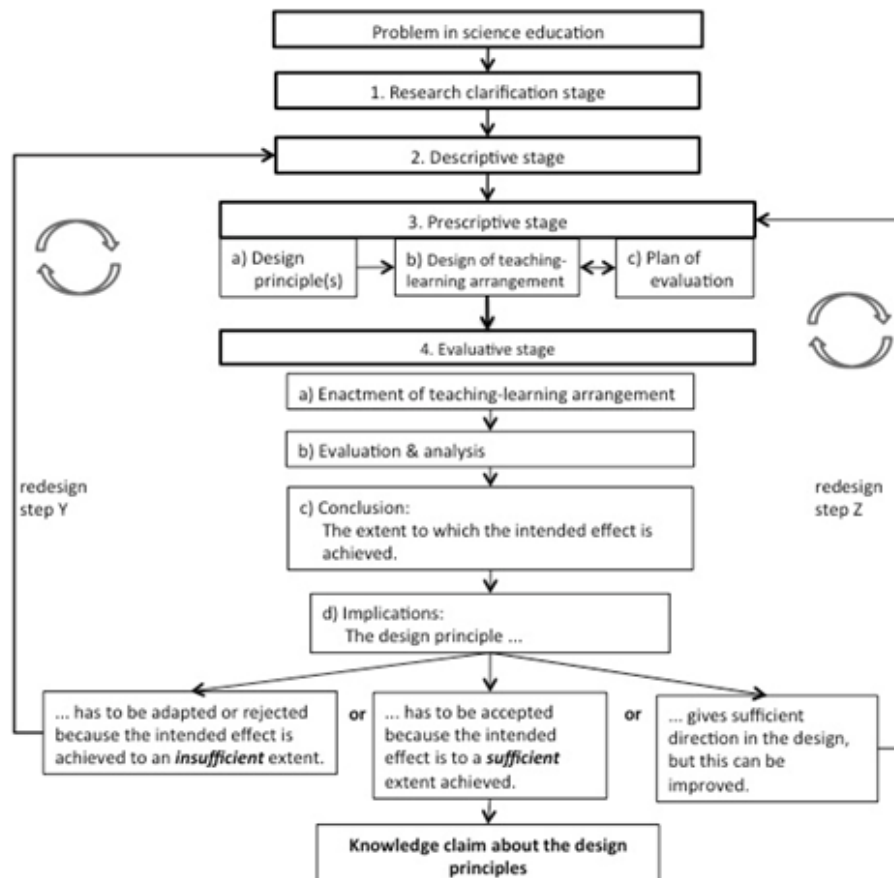 Problem in science education
1. Research clarification stage
2. Descriptive stage
3. Prescriptive stage
a) Design
principle(s)
b) Design of teaching-
learning arrangement
c) Plan of
evaluation
4. Evaluative stage
a) Enactment of teaching-learning arrangement
b) Evaluation & analysis
redesign
step Y
redesign
step Z
c) Conclusion:
The extent to which the intended effect is
achieved.
d) Implications:
The design principle ...
... has to be adapted or rejected
because the intended effect is
achieved to an insufficient extent.
or
... has to be accepted
because the intended
effect is to a sufficient
extent achieved.
or
... gives sufficient
direction in the design,
but this can be
improved.
Knowledge claim about the design
principles